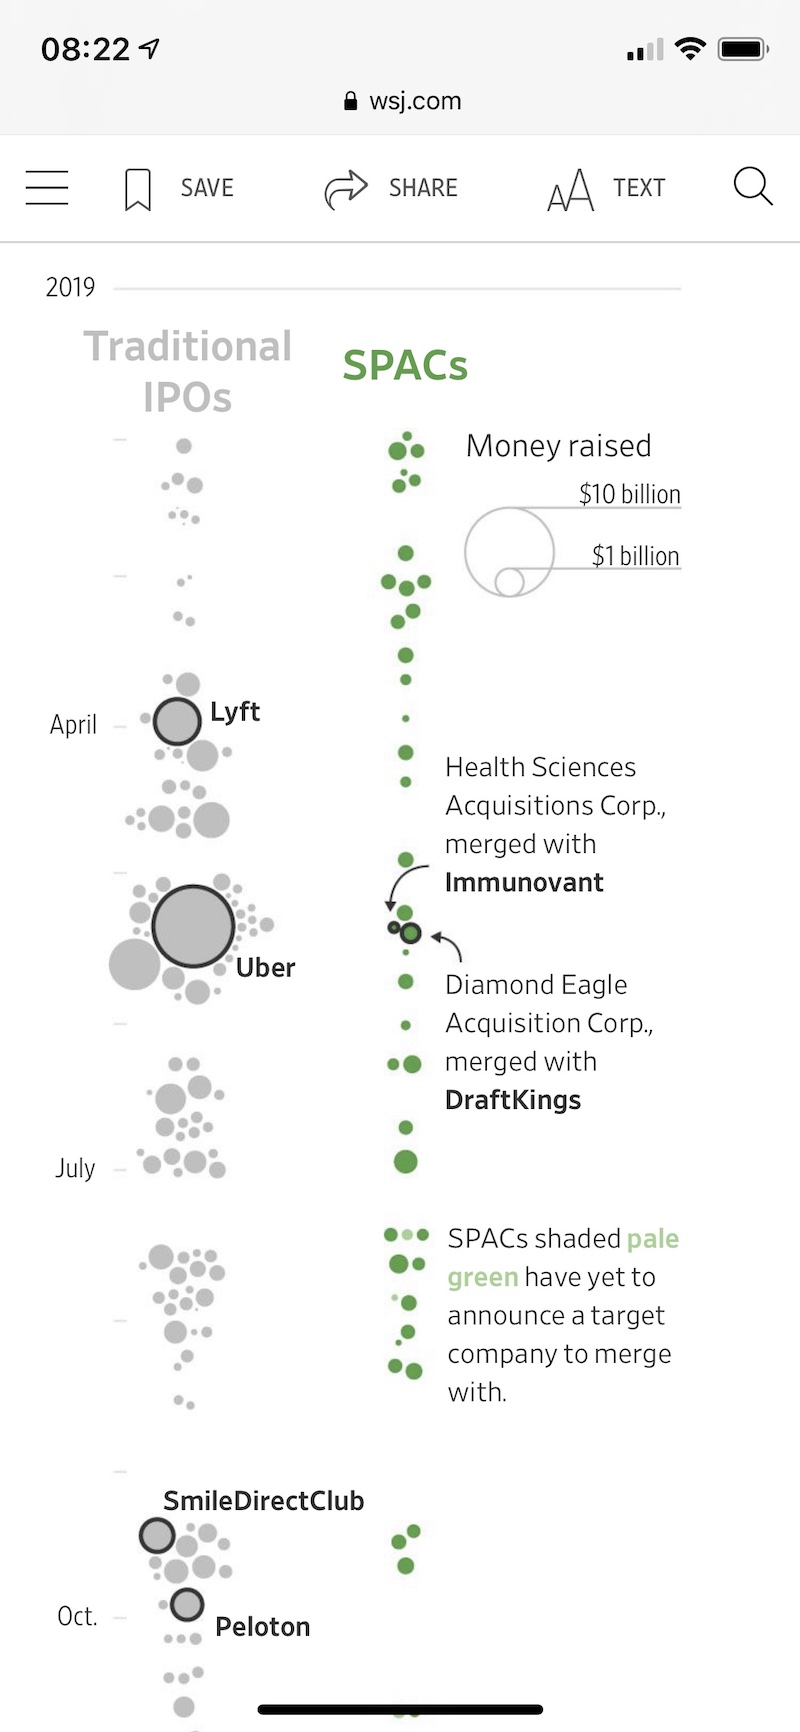 08:22
wsj.com
SAVE
SHARE
AA TEXT
2019
Traditional
IPOs
SPACs
Money raised
$10 billion
$1 billion
Lyft
April
Health Sciences
Acquisitions Corp.,
merged with
Immunovant
Uber
Diamond Eagle
Acquisition Corp.,
merged with
DraftKings
July
SPACs shaded pale
green have yet to
announce a target
company to merge
with.
SmileDirectClub
Oct.
Peloton